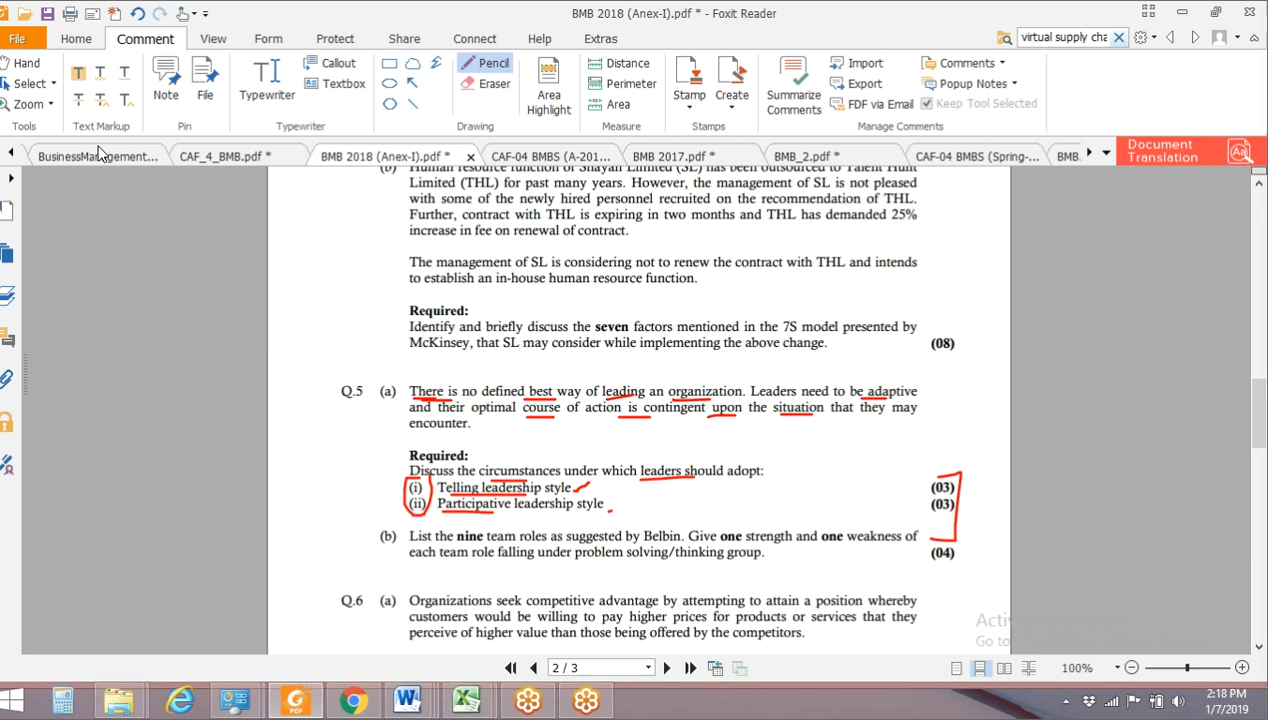 BMB 2018 (Anex-I).pdf * - Foxit Reader
File Home Comment View Form Protect Share Connect Help Extras
virtual supply cha
Hand
Select
Zoom
Tools
Text Markup
Note
File
Pin
Typewriter
Callout
Textbox
Typewriter
Pencil
Eraser
Drawing
Area
Highlight
Distance
Perimeter
Area
Measure
Stamp
Create
Stamps
Summarize
Comments
Import
Export
FDF via Email
Comments
Popup Notes
Keep Tool Selected
Manage Comments
BusinessManagement... CAF_4_BMB.pdf * BMB 2018 (Anex-I).pdf * CAF-04 BMBS (A-201... BMB 2017.pdf * BMB_2.pdf * CAF-04 BMBS (Spring-... BMB.
Document
Translation
(b) Human resource function of Shayan Limited (SL) has been outsourced to Talent Hunt
Limited (THL) for past many years. However, the management of SL is not pleased
with some of the newly hired personnel recruited on the recommendation of THL.
Further, contract with THL is expiring in two months and THL has demanded 25%
increase in fee on renewal of contract.
The management of SL is considering not to renew the contract with THL and intends
to establish an in-house human resource function.
Required:
Identify and briefly discuss the seven factors mentioned in the 7S model presented by
McKinsey, that SL may consider while implementing the above change. (08)
Q.5 (a) There is no defined best way of leading an organization. Leaders need to be adaptive
and their optimal course of action is contingent upon the situation that they may
encounter.
Required:
Discuss the circumstances under which leaders should adopt:
(i) Telling leadership style (03)
(ii) Participative leadership style (03)
(b) List the nine team roles as suggested by Belbin. Give one strength and one weakness of
each team role falling under problem solving/thinking group. (04)
Q.6 (a) Organizations seek competitive advantage by attempting to attain a position whereby
customers would be willing to pay higher prices for products or services that they
perceive of higher value than those being offered by the competitors.
2 / 3
100%
2:18 PM
1/7/2019